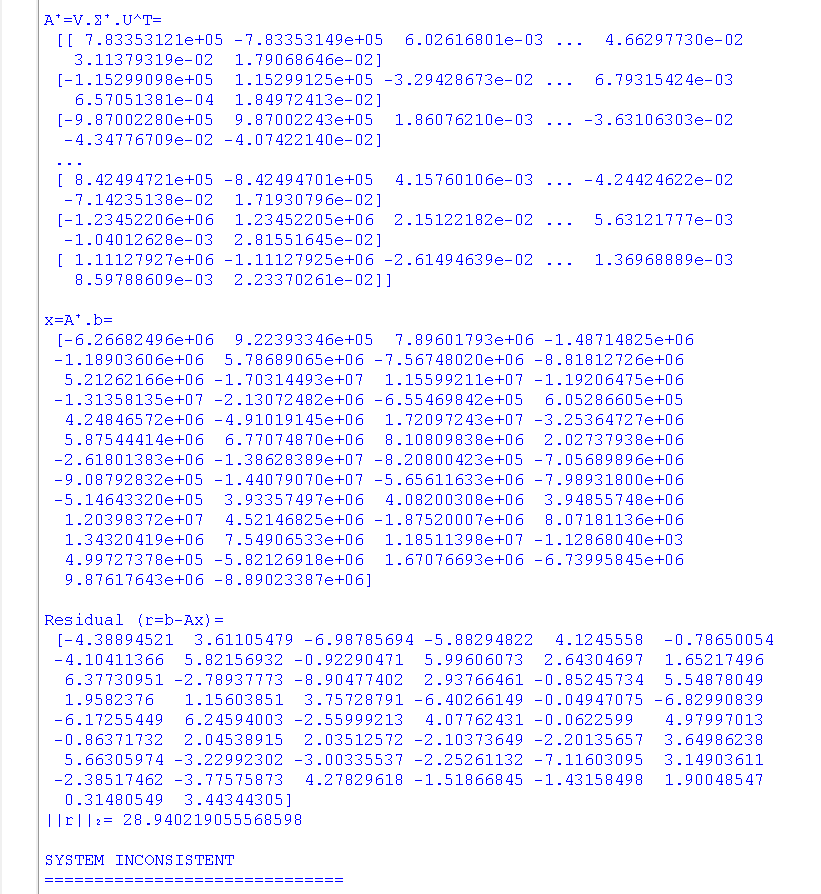 A⁺=V.Σ⁺.U^T=
[[ 7.83353121e+05 -7.83353149e+05  6.02616801e-03 ...  4.66297730e-02
   3.11379319e-02  1.79068646e-02]
 [-1.15299098e+05  1.15299125e+05 -3.29428673e-02 ...  6.79315424e-03
   6.57051381e-04  1.84972413e-02]
 [-9.87002280e+05  9.87002243e+05  1.86076210e-03 ... -3.63106303e-02
  -4.34776709e-02 -4.07422140e-02]
 ...
 [ 8.42494721e+05 -8.42494701e+05  4.15760106e-03 ... -4.24424622e-02
  -7.14235138e-02  1.71930796e-02]
 [-1.23452206e+06  1.23452205e+06  2.15122182e-02 ...  5.63121777e-03
  -1.04012628e-03  2.81551645e-02]
 [ 1.11127927e+06 -1.11127925e+06 -2.61494639e-02 ...  1.36968889e-03
   8.59788609e-03  2.23370261e-02]]
x=A⁺.b=
 [-6.26682496e+06  9.22393346e+05  7.89601793e+06 -1.48714825e+06
 -1.18903606e+06  5.78689065e+06 -7.56748020e+06 -8.81812726e+06
  5.21262166e+06 -1.70314493e+07  1.15599211e+07 -1.19206475e+06
 -1.31358135e+07 -2.13072482e+06 -6.55469842e+05  6.05286605e+05
  4.24846572e+06 -4.91019145e+06  1.72097243e+07 -3.25364727e+06
  5.87544414e+06  6.77074870e+06  8.10809838e+06  2.02737938e+06
 -2.61801383e+06 -1.38628389e+07 -8.20800423e+05 -7.05689896e+06
 -9.08792832e+05 -1.44079070e+07 -5.65611633e+06 -7.98931800e+06
 -5.14643320e+05  3.93357497e+06  4.08200308e+06  3.94855748e+06
  1.20398372e+07  4.52146825e+06 -1.87520007e+06  8.07181136e+06
  1.34320419e+06  7.54906533e+06  1.18511398e+07 -1.12868040e+03
  4.99727378e+05 -5.82126918e+06  1.67076693e+06 -6.73995845e+06
  9.87617643e+06 -8.89023387e+06]
Residual (r=b-Ax)=
 [-4.38894521  3.61105479 -6.98785694 -5.88294822  4.1245558  -0.78650054
 -4.10411366  5.82156932 -0.92290471  5.99606073  2.64304697  1.65217496
  6.37730951 -2.78937773 -8.90477402  2.93766461 -0.85245734  5.54878049
  1.9582376   1.15603851  3.75728791 -6.40266149 -0.04947075 -6.82990839
 -6.17255449  6.24594003 -2.55999213  4.07762431 -0.0622599   4.97997013
 -0.86371732  2.04538915  2.03512572 -2.10373649 -2.20135657  3.64986238
  5.66305974 -3.22992302 -3.00335537 -2.25261132 -7.11603095  3.14903611
 -2.38517462 -3.77575873  4.27829618 -1.51866845 -1.43158498  1.90048547
  0.31480549  3.44344305]
||r||₂= 28.940219055568598
SYSTEM INCONSISTENT
==============================